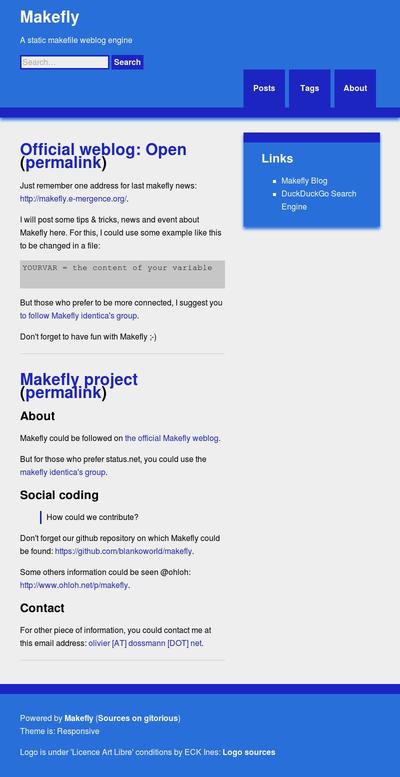 Makefly
A static makefile weblog engine
Search...
Search
Posts
Tags
About
Official weblog: Open
(permalink)
Just remember one address for last makefly news:
http://makefly.e-mergence.org/.
I will post some tips & tricks, news and event about
Makefly here. For this, I could use some example like this
to be changed in a file:
YOURVAR = the content of your variable
But those who prefer to be more connected, I suggest you
to follow Makefly identica's group.
Don't forget to have fun with Makefly ;-)
Makefly project
(permalink)
About
Makefly could be followed on the official Makefly weblog.
But for those who prefer status.net, you could use the
makefly identica's group.
Social coding
How could we contribute?
Don't forget our github repository on which Makefly could
be found: https://github.com/blankoworld/makefly.
Some others information could be seen @ohloh:
http://www.ohloh.net/p/makefly.
Contact
For other piece of information, you could contact me at
this email address: olivier [AT] dossmann [DOT] net.
Links
Makefly Blog
DuckDuckGo Search
Engine
Powered by Makefly (Sources on gitorious)
Theme is: Responsive
Logo is under 'Licence Art Libre' conditions by ECK Ines: Logo sources